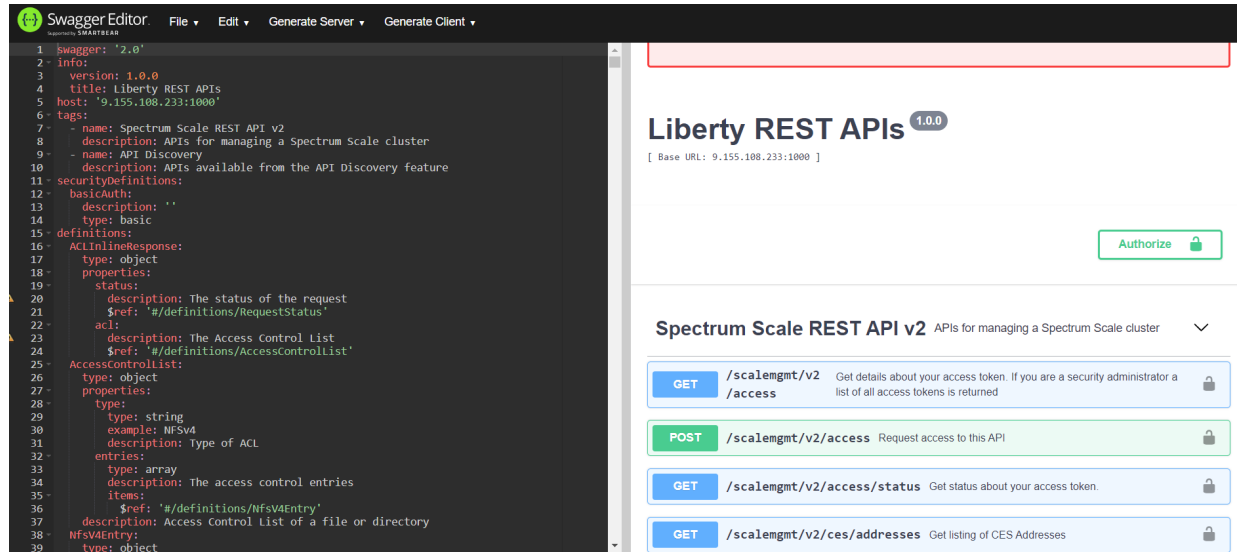 Swagger Editor.
Supported by SMARTBEAR
File ▾ Edit ▾ Generate Server ▾ Generate Client ▾
1 swagger: '2.0'
2 info:
3 version: 1.0.0
4 title: Liberty REST APIs
5 host: '9.155.108.233:1000'
6 tags:
7 - name: Spectrum Scale REST API v2
8 description: APIs for managing a Spectrum Scale cluster
9 - name: API Discovery
10 description: APIs available from the API Discovery feature
11 securityDefinitions:
12 basicAuth:
13 description: ''
14 type: basic
15 definitions:
16 ACLInlineResponse:
17 type: object
18 properties:
19 status:
20 description: The status of the request
21 $ref: '#/definitions/RequestStatus'
22 acl:
23 description: The Access Control List
24 $ref: '#/definitions/AccessControlList'
25 AccessControlList:
26 type: object
27 properties:
28 type:
29 type: string
30 example: NFSv4
31 description: Type of ACL
32 entries:
33 type: array
34 description: The access control entries
35 items:
36 $ref: '#/definitions/NfsV4Entry'
37 description: Access Control List of a file or directory
38 NfsV4Entry:
39 type: object
Liberty REST APIs 1.0.0
[ Base URL: 9.155.108.233:1000 ]
Authorize
Spectrum Scale REST API v2 APIs for managing a Spectrum Scale cluster
GET /scalemgmt/v2
/access
Get details about your access token. If you are a security administrator a
list of all access tokens is returned
POST /scalemgmt/v2/access Request access to this API
GET /scalemgmt/v2/access/status Get status about your access token.
GET /scalemgmt/v2/ces/addresses Get listing of CES Addresses